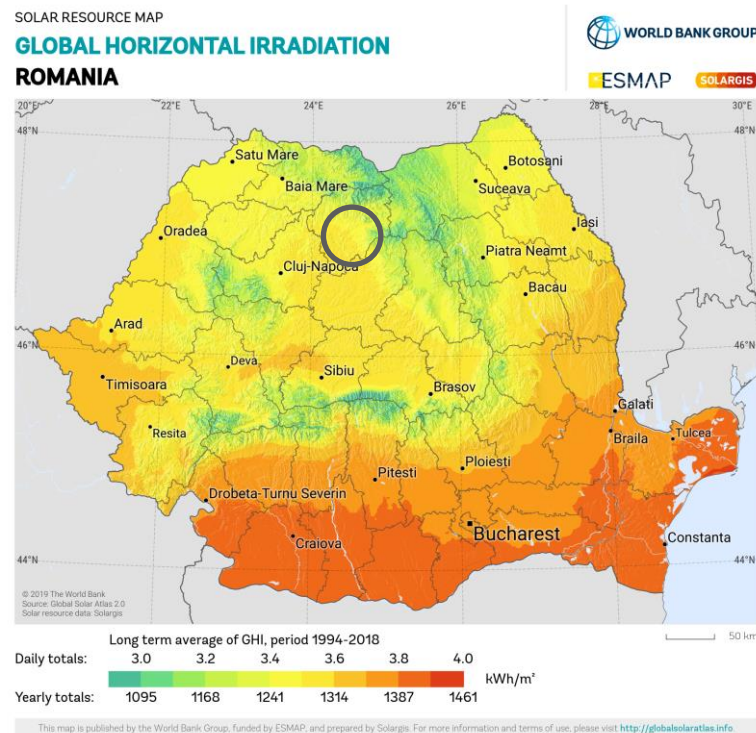 SOLAR RESOURCE MAP
GLOBAL HORIZONTAL IRRADIATION
ROMANIA
WORLD BANK GROUP
ESMAP
SOLARGIS
20°E
22°E
24°E
26°E
28°E
30°E
48°N
48°N
Satu Mare
Botosani
Baia Mare
Suceava
Oradea
Iași
Cluj-Napoca
Piatra Neamt
Bacau
Arad
46°N
46°N
Deva
Sibiu
Timisoara
Brașov
Galati
Resita
Braila
Tulcea
Ploiești
Pitesti
Drobeta-Turnu Severin
Bucharest
Craiova
Constanta
44°N
44°N
© 2019 The World Bank
Source: Global Solar Atlas 2.0
Solar resource data: Solargis
50 km
Long term average of GHI, period 1994-2018
Daily totals: 3.0 3.2 3.4 3.6 3.8 4.0
kWh/m²
Yearly totals: 1095 1168 1241 1314 1387 1461
This map is published by the World Bank Group, funded by ESMAP, and prepared by Solargis. For more information and terms of use, please visit http://globalsolaratlas.info.